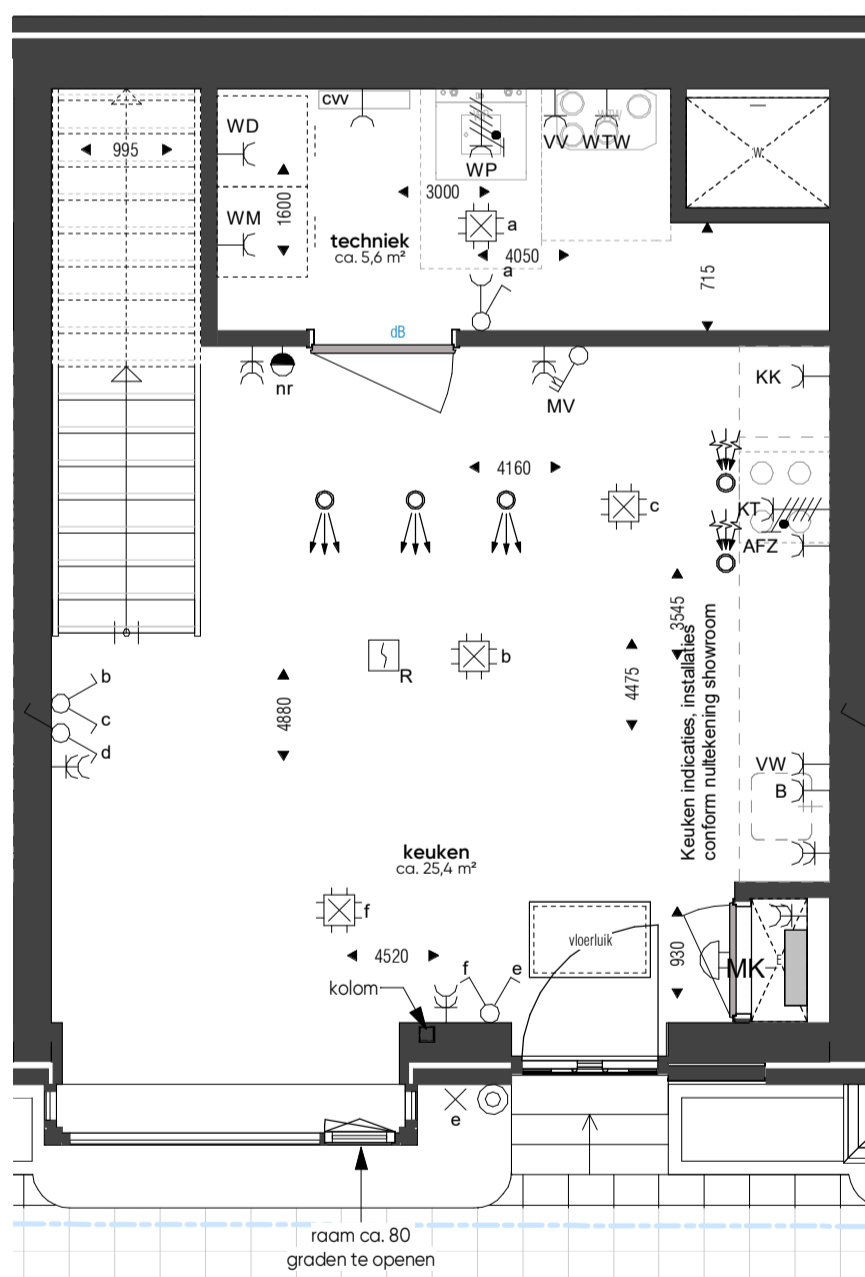 cvv
WD
VV
WTW
995
WP
3000
WM
1600
a
techniek
ca. 5,6 m²
4050
a
715
W
dB
nr
MV
KK
4160
c
KT
AFZ
3545
R
b
4475
Keuken indicaties, installaties
conform nultekening showroom
4880
b
c
d
VW
B
keuken
ca. 25,4 m²
f
vloerluik
4520
f
e
930
MK
E
kolom
e
raam ca. 80
graden te openen